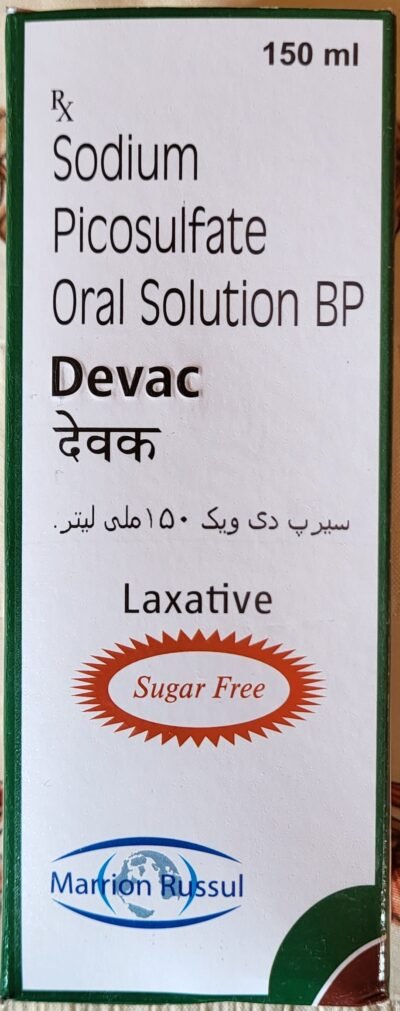 150 ml
Rx
Sodium
Picosulfate
Oral Solution BP
Devac
देवक
سیرپ دی ویک ۱۵۰ملی لیتر.
Laxative
Sugar Free
Marrion Russul